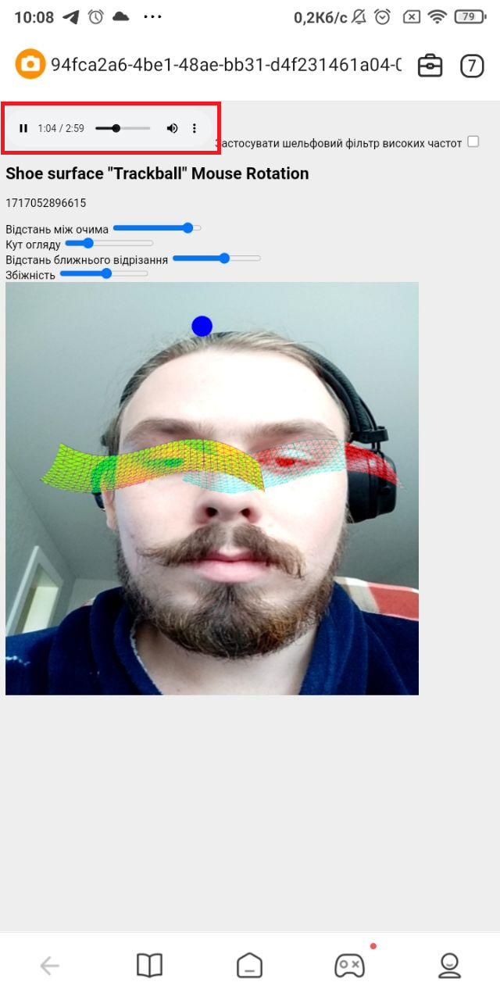 10:08 0,2Кб/с 79
94fca2a6-4be1-48ae-bb31-d4f231461a04-0 7
1:04 / 2:59
Застосувати шельфовий фільтр високих частот
Shoe surface "Trackball" Mouse Rotation
1717052896615
Відстань між очима
Кут огляду
Відстань ближнього відрізання
Збіжність